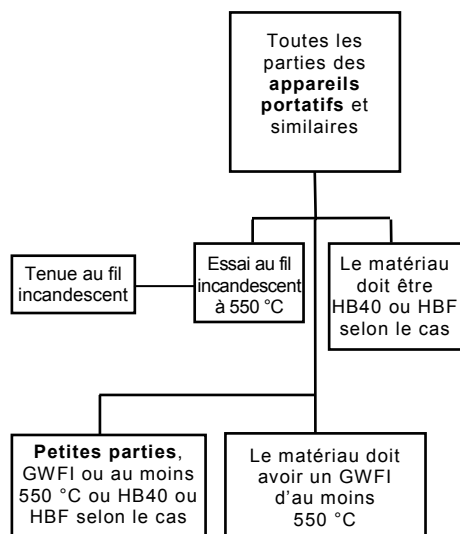 Toutes les
parties des
appareils
portatifs et
similaires
Tenue au fil
incandescent
Essai au fil
incandescent
à 550 °C
Le matériau
doit être
HB40 ou HBF
selon le cas
Petites parties,
GWFI ou au moins
550 °C ou HB40 ou
HBF selon le cas
Le matériau doit
avoir un GWFI
d'au moins
550 °C